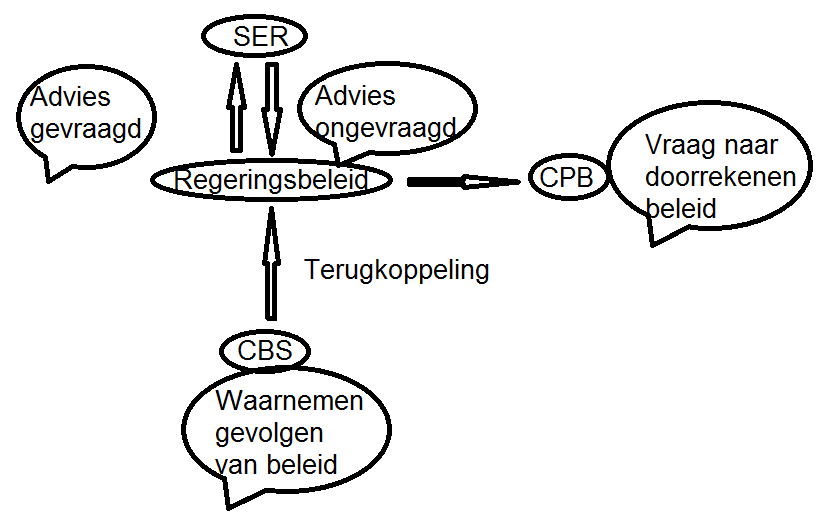 SER
Advies
gevraagd
Advies
ongevraagd
Regeringsbeleid
CPB
Vraag naar
doorrekenen
beleid
Terugkoppeling
CBS
Waarnemen
gevolgen
van beleid